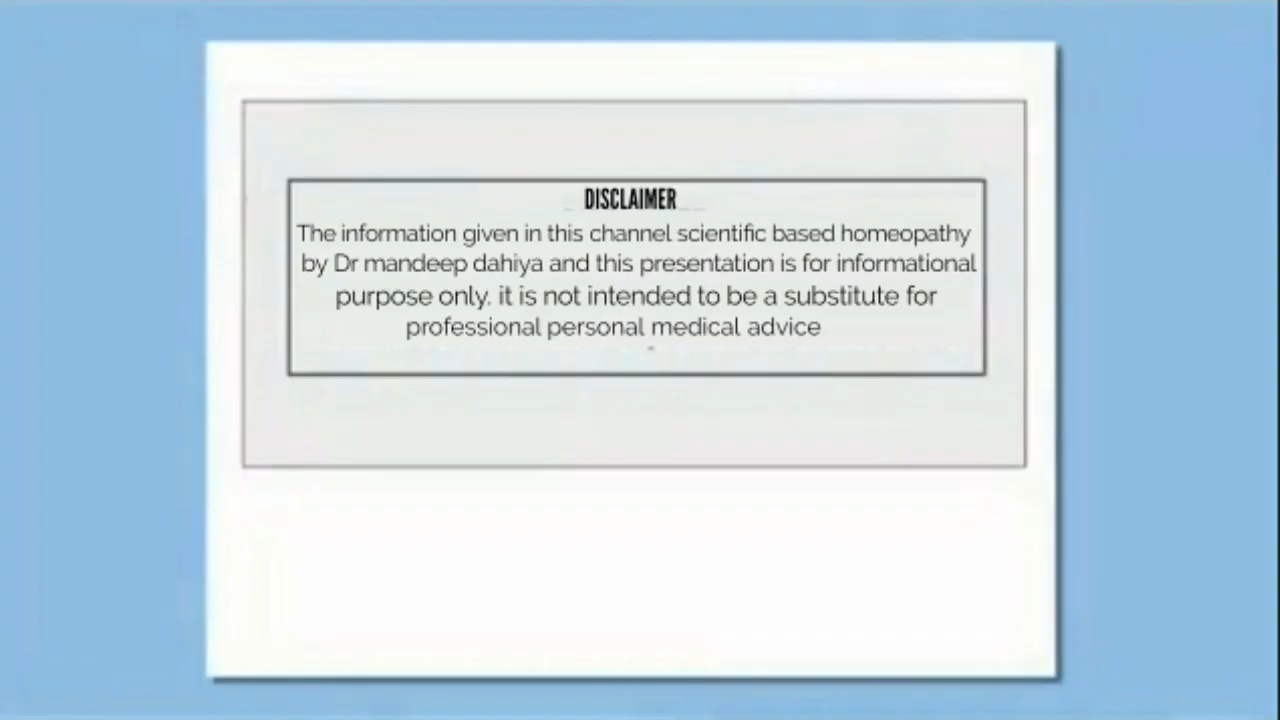 DISCLAIMER
The information given in this channel scientific based homeopathy
by Dr mandeep dahiya and this presentation is for informational
purpose only. it is not intended to be a substitute for
professional personal medical advice